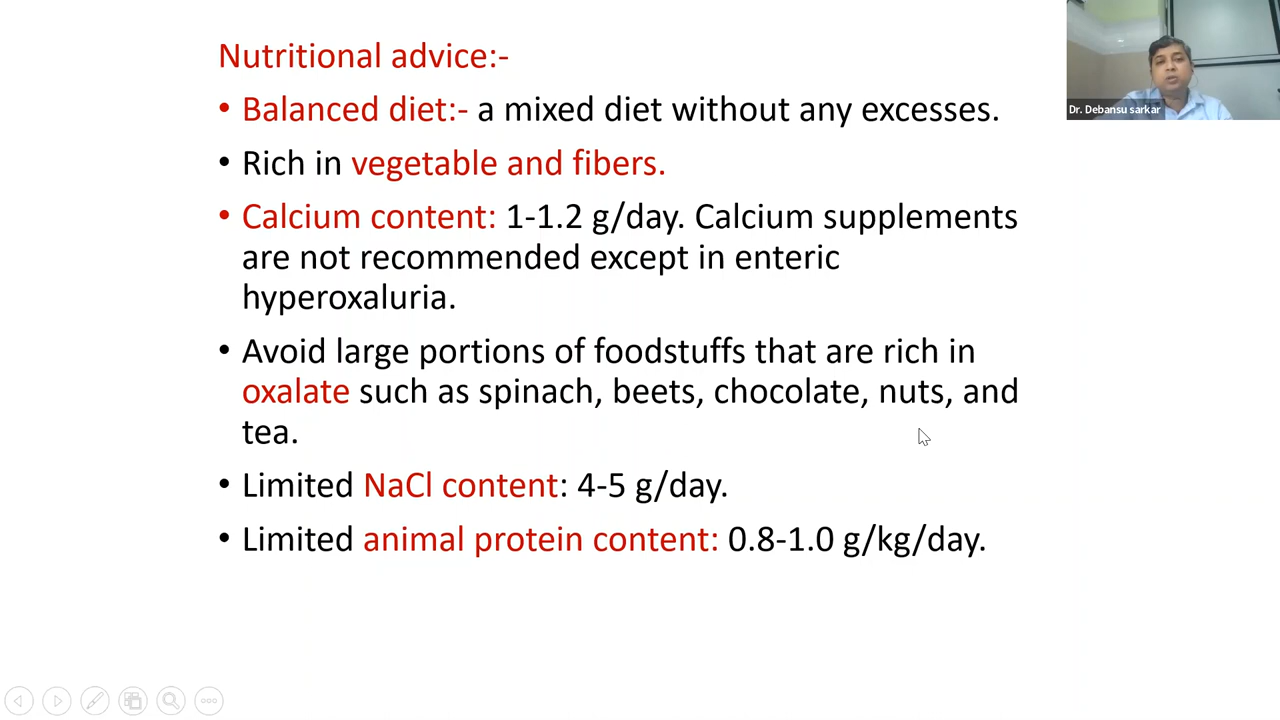 Nutritional advice:-
• Balanced diet:- a mixed diet without any excesses.
• Rich in vegetable and fibers.
• Calcium content: 1-1.2 g/day. Calcium supplements
are not recommended except in enteric
hyperoxaluria.
• Avoid large portions of foodstuffs that are rich in
oxalate such as spinach, beets, chocolate, nuts, and
tea.
• Limited NaCl content: 4-5 g/day.
• Limited animal protein content: 0.8-1.0 g/kg/day.
Dr. Debansu sarkar